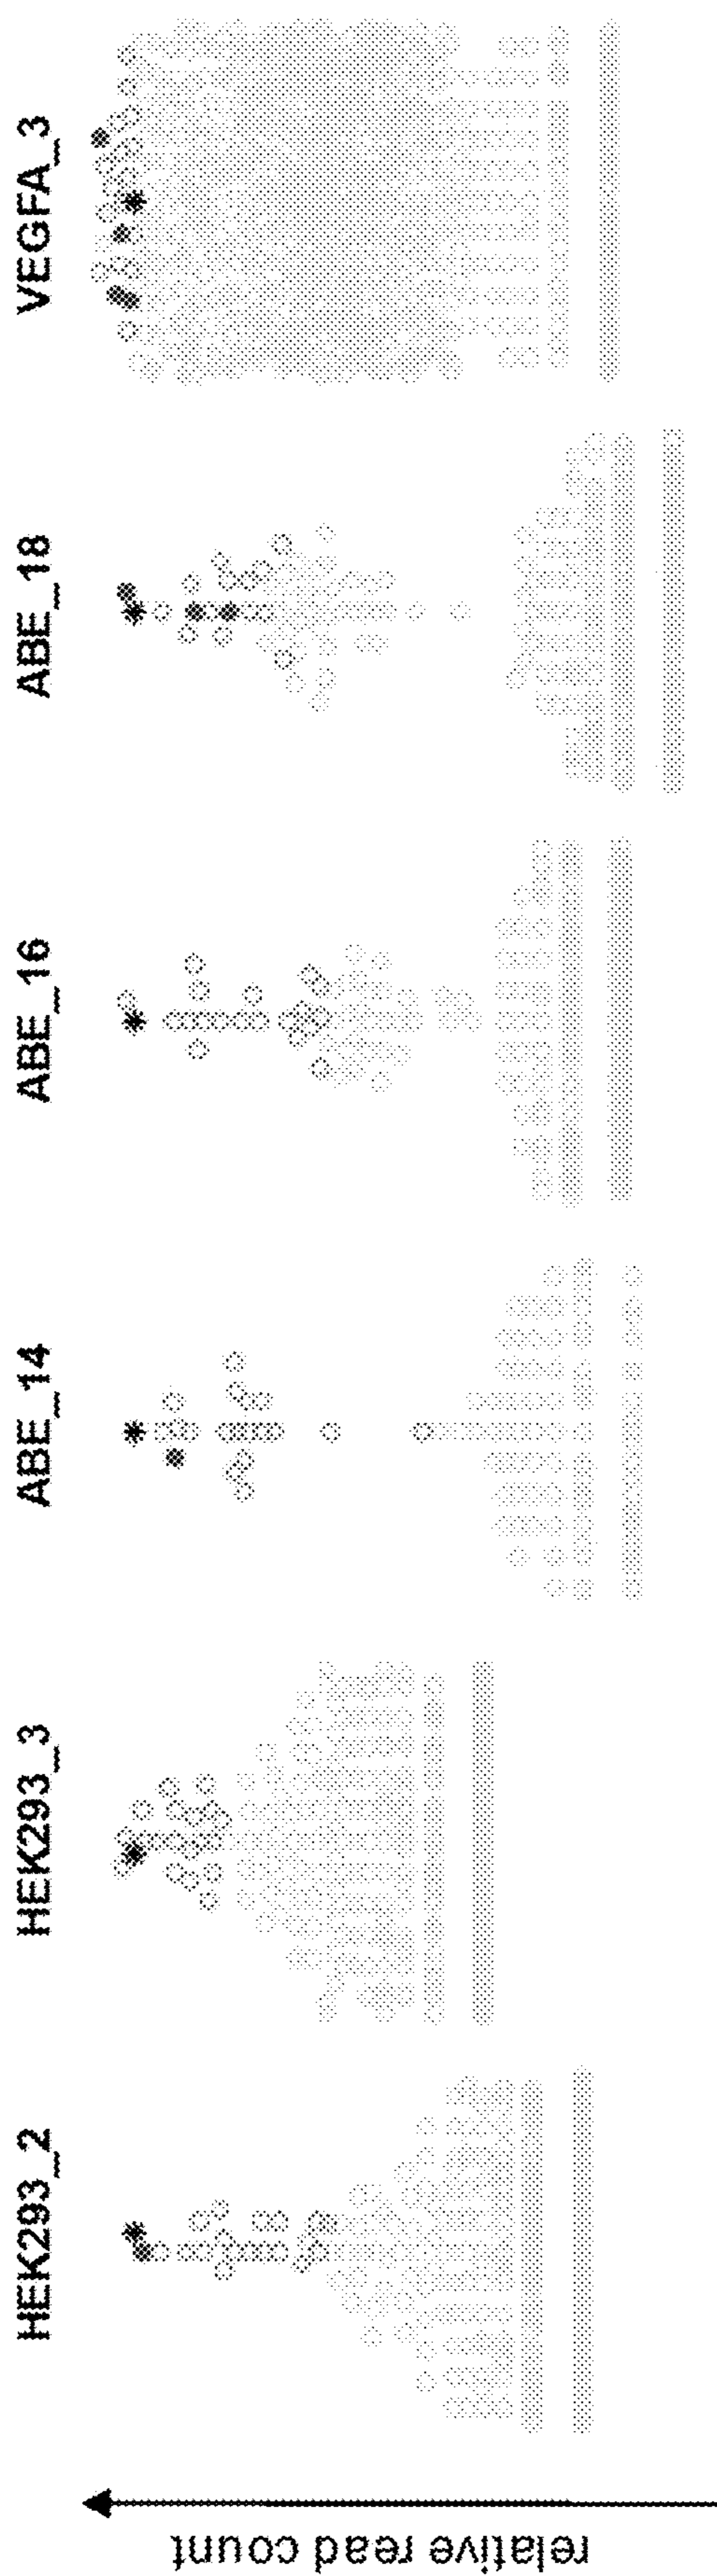 HEK293_2
HEK293_3
ABE_14
ABE_16
ABE_18
VEGFA_3
relative read count